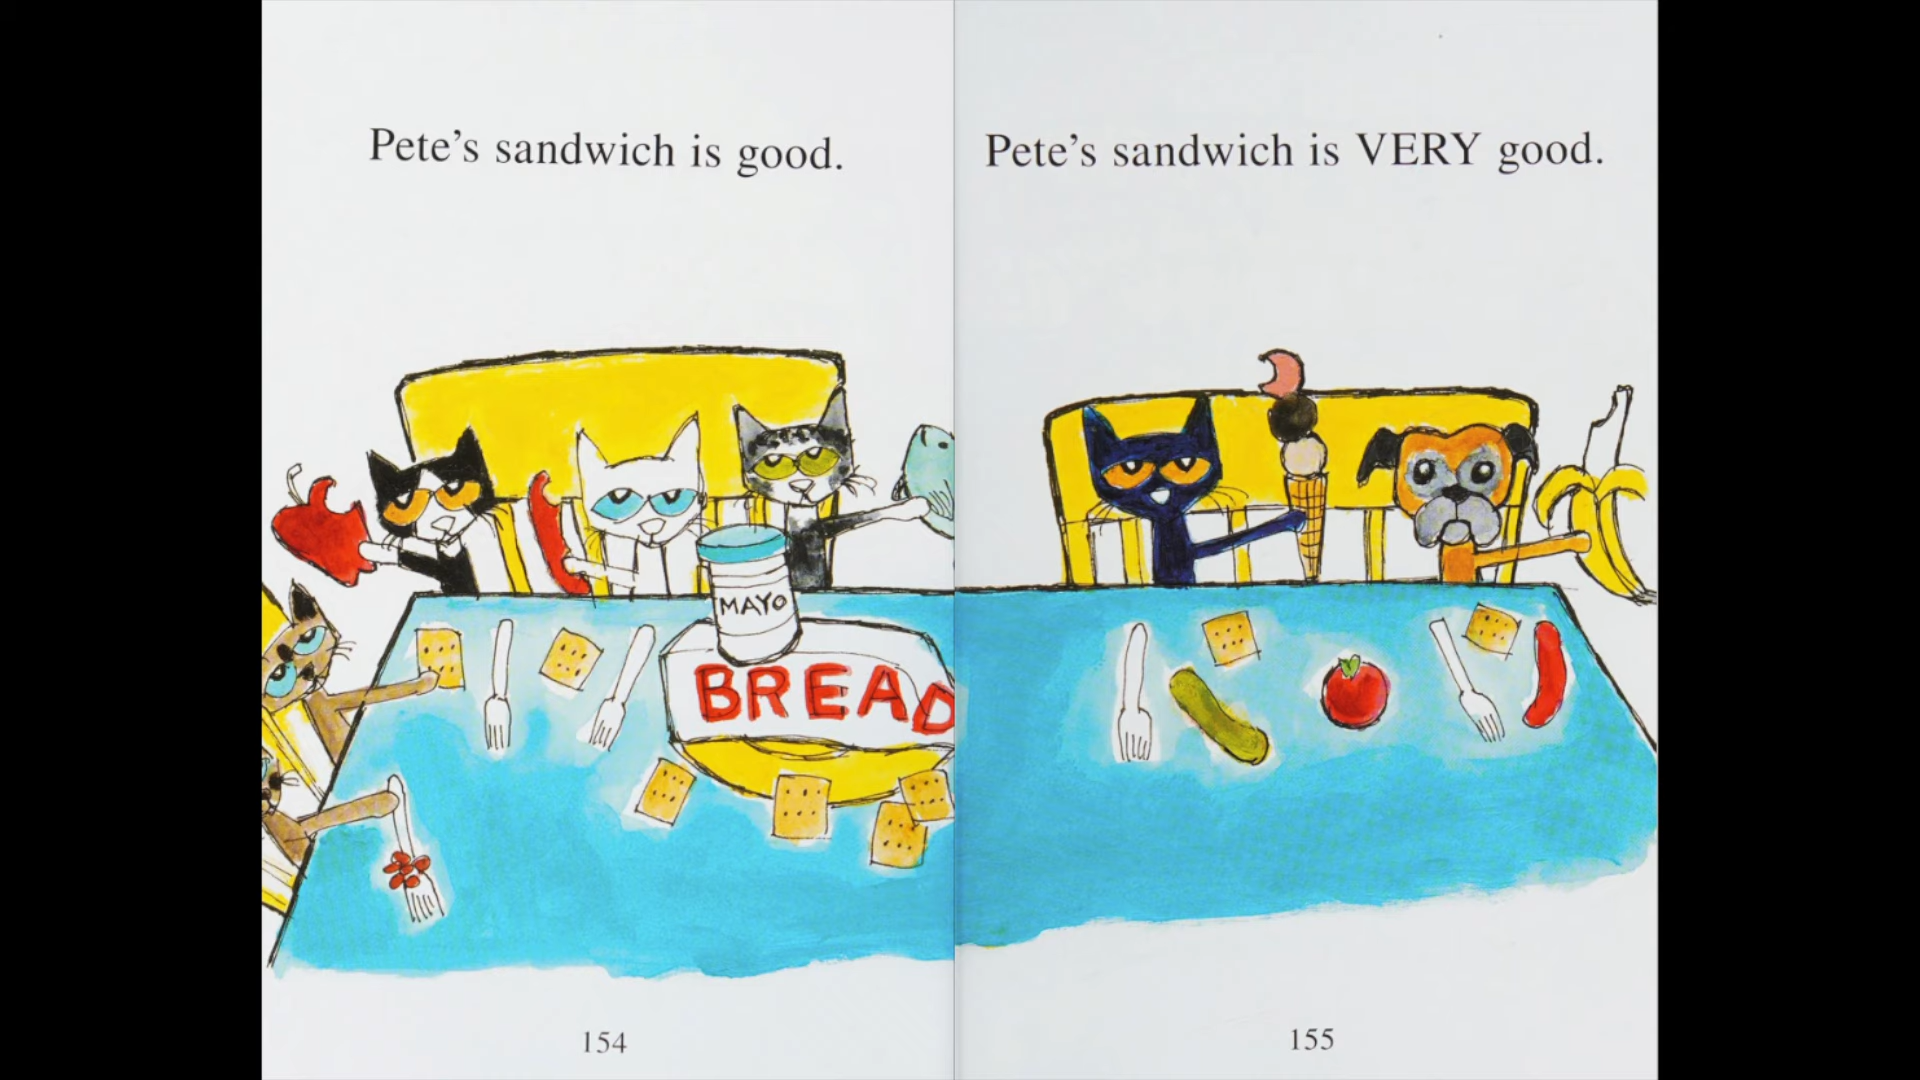 Pete's sandwich is good.
MAYO
BREAD
154
Pete's sandwich is VERY good.
155